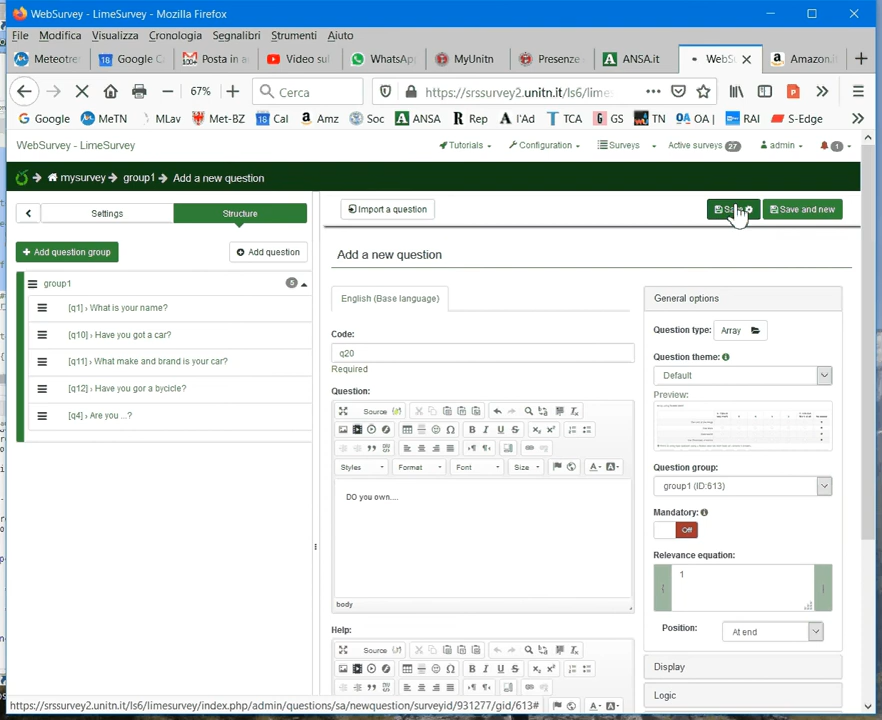 WebSurvey - LimeSurvey - Mozilla Firefox
File Modifica Visualizza Cronologia Segnalibri Strumenti Aiuto
Meteotre Google C Posta in a Video sul WhatsAp MyUnitn Presenze ANSA.it WebSu Amazon.i
67% Cerca https://srssurvey2.unitn.it/ls6/lime
Google MeTN MLav Met-BZ Cal Amz Soc ANSA Rep l'Ad TCA GS TN OA | RAI S-Edge
WebSurvey - LimeSurvey Tutorials Configuration Surveys Active surveys 27 admin 1
mysurvey group1 Add a new question
Settings Structure Import a question Save and new
Add question group Add question
Add a new question
group1 5
English (Base language) General options
[q1] › What is your name?
[q10] › Have you got a car?
[q11] › What make and brand is your car?
[q12] › Have you gor a bycicle?
[q4] › Are you ...?
Code:
q20
Required
Question:
Source
B I U S
Styles Format Font Size
DO you own....
body
Help:
Source
B I U S
Question type: Array
Question theme:
Default
Preview:
Question group:
group1 (ID:613)
Mandatory:
Off
Relevance equation:
1
Position: At end
Display
Logic
https://srssurvey2.unitn.it/ls6/limesurvey/index.php/admin/questions/sa/newquestion/surveyid/931277/gid/613#